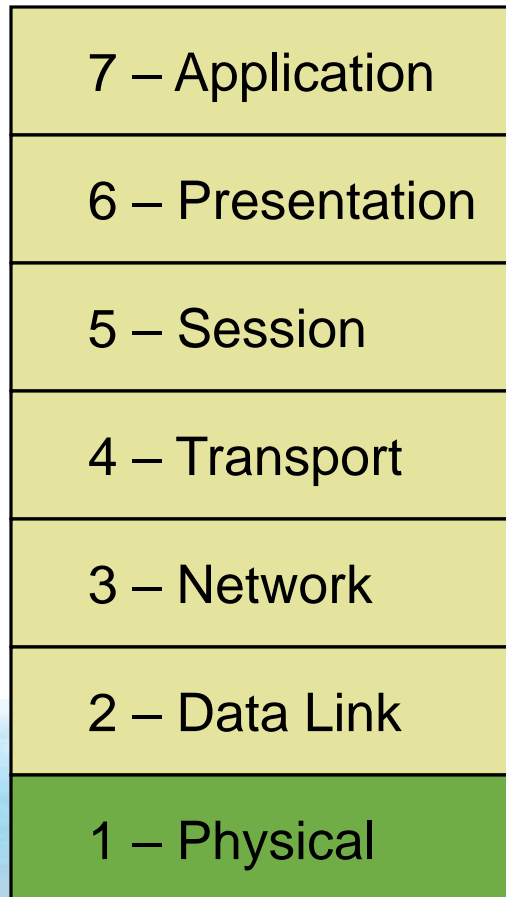 7 – Application
6 – Presentation
5 – Session
4 – Transport
3 – Network
2 – Data Link
1 – Physical